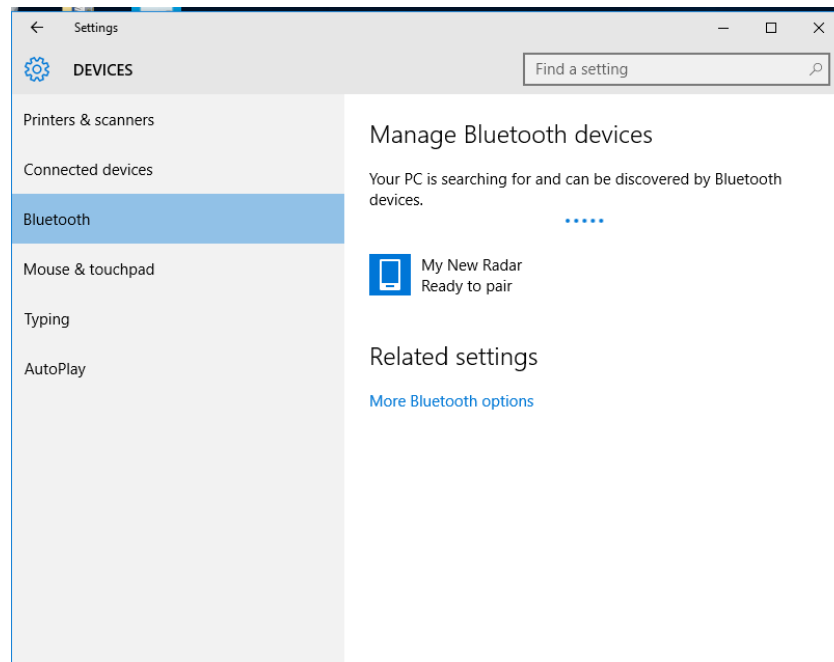 Settings
DEVICES
Find a setting
Printers & scanners
Connected devices
Bluetooth
Mouse & touchpad
Typing
AutoPlay
Manage Bluetooth devices
Your PC is searching for and can be discovered by Bluetooth
devices.
My New Radar
Ready to pair
Related settings
More Bluetooth options